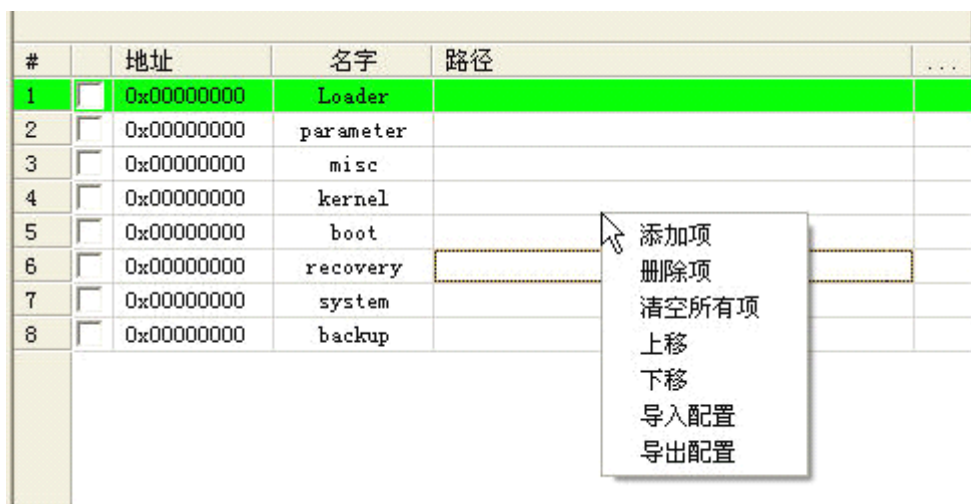 # 地址 名字 路径 ...
1 0x00000000 Loader
2 0x00000000 parameter
3 0x00000000 misc
4 0x00000000 kernel
5 0x00000000 boot
6 0x00000000 recovery
7 0x00000000 system
8 0x00000000 backup
添加项
删除项
清空所有项
上移
下移
导入配置
导出配置